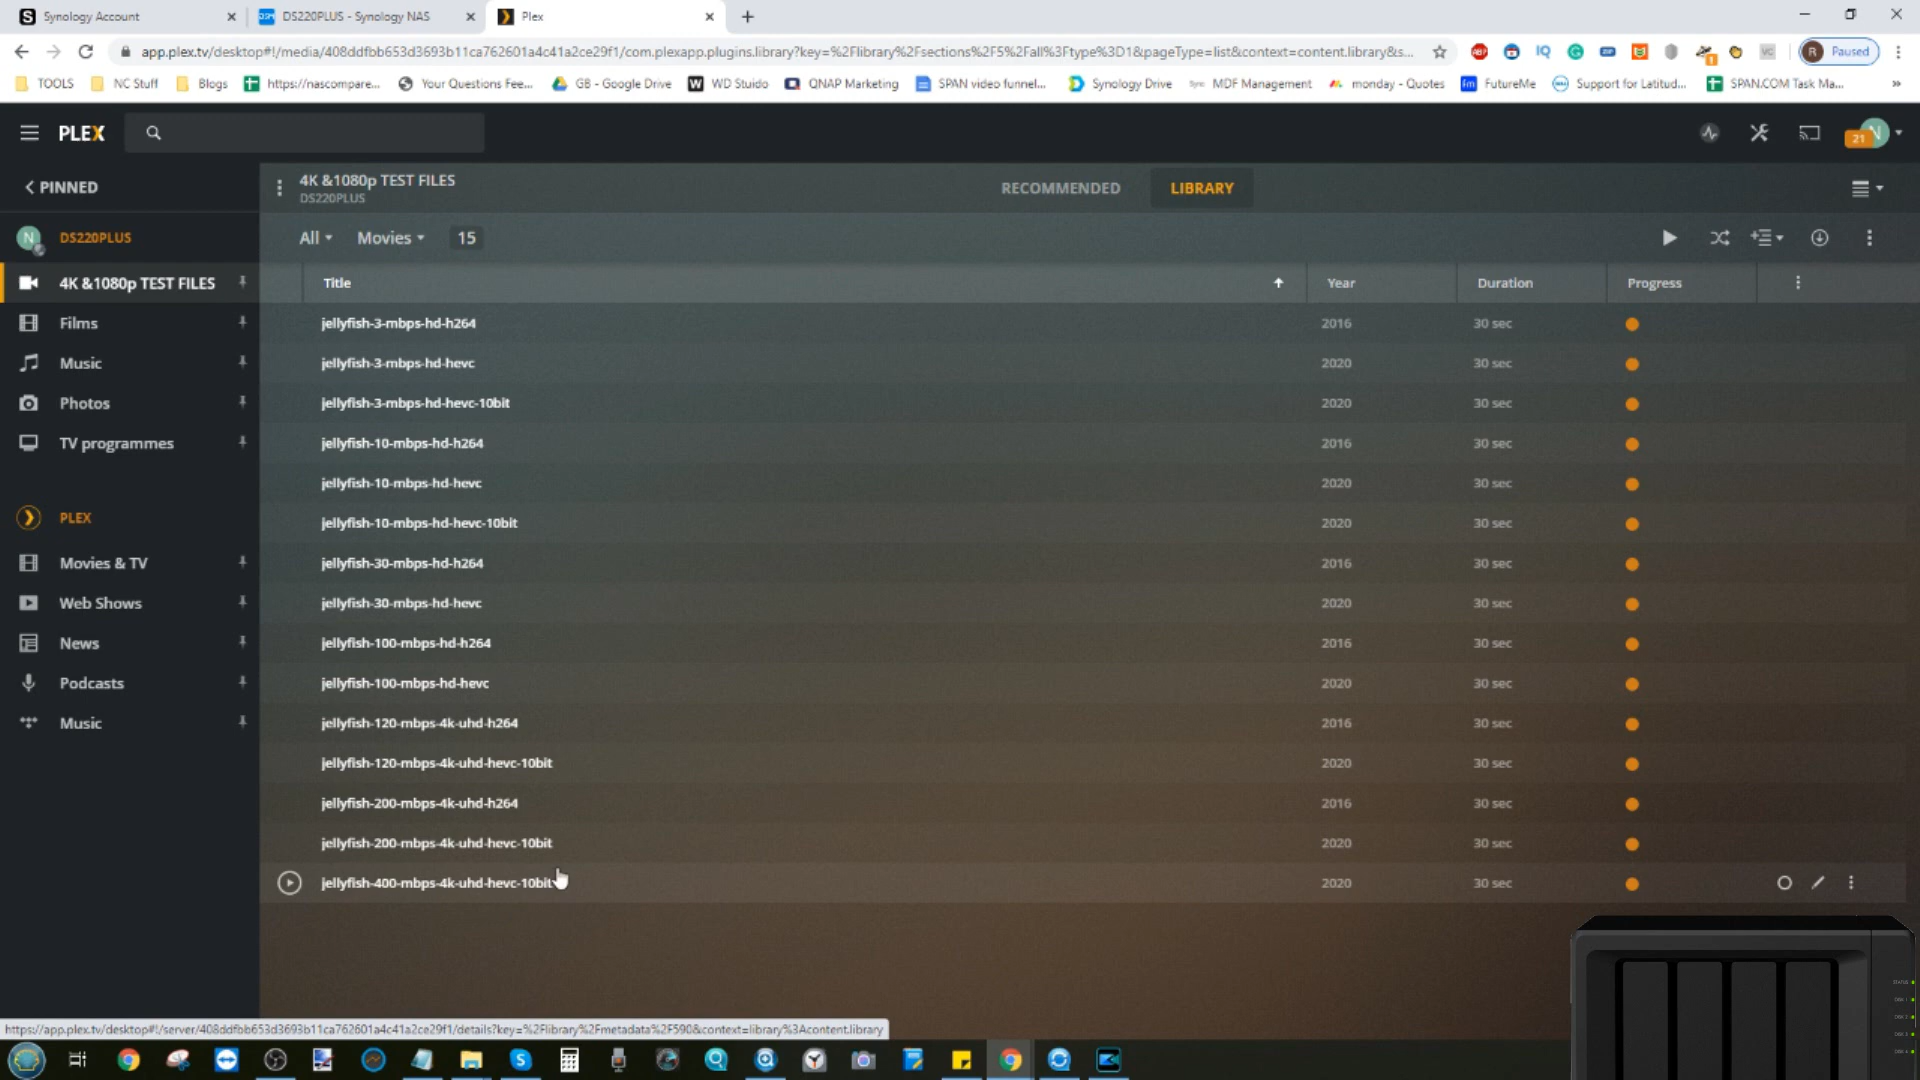 Synology Account
DS220PLUS - Synology NAS
Plex
app.plex.tv/desktop#!/media/408ddfbb653d3693b11ca762601a4c41a2ce29f1/com.plexapp.plugins.library?key=%2Flibrary%2Fsections%2F5%2Fall%3Ftype%3D1&pageType=list&context=content.library&s...
R Paused
TOOLS
NC Stuff
Blogs
https://nascompare...
Your Questions Fee...
GB - Google Drive
WD Stuido
QNAP Marketing
SPAN video funnel...
Synology Drive
MDF Management
monday - Quotes
FutureMe
Support for Latitud...
SPAN.COM Task Ma...
PLEX
21 N
PINNED
4K &1080p TEST FILES
DS220PLUS
RECOMMENDED
LIBRARY
N DS220PLUS
4K &1080p TEST FILES
Films
Music
Photos
TV programmes
PLEX
Movies & TV
Web Shows
News
Podcasts
Music
All Movies 15
Title Year Duration Progress
jellyfish-3-mbps-hd-h264 2016 30 sec
jellyfish-3-mbps-hd-hevc 2020 30 sec
jellyfish-3-mbps-hd-hevc-10bit 2020 30 sec
jellyfish-10-mbps-hd-h264 2016 30 sec
jellyfish-10-mbps-hd-hevc 2020 30 sec
jellyfish-10-mbps-hd-hevc-10bit 2020 30 sec
jellyfish-30-mbps-hd-h264 2016 30 sec
jellyfish-30-mbps-hd-hevc 2020 30 sec
jellyfish-100-mbps-hd-h264 2016 30 sec
jellyfish-100-mbps-hd-hevc 2020 30 sec
jellyfish-120-mbps-4k-uhd-h264 2016 30 sec
jellyfish-120-mbps-4k-uhd-hevc-10bit 2020 30 sec
jellyfish-200-mbps-4k-uhd-h264 2016 30 sec
jellyfish-200-mbps-4k-uhd-hevc-10bit 2020 30 sec
jellyfish-400-mbps-4k-uhd-hevc-10bit 2020 30 sec
https://app.plex.tv/desktop#!/server/408ddfbb653d3693b11ca762601a4c41a2ce29f1/details?key=%2Flibrary%2Fmetadata%2F590&context=library%3Acontent.library